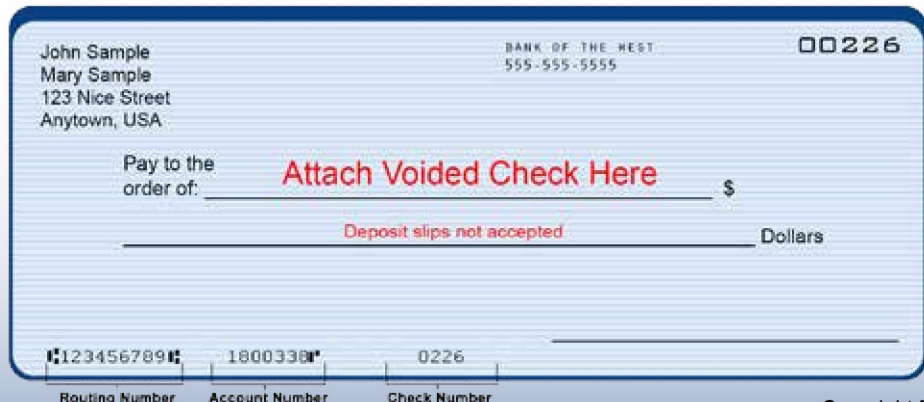 John Sample
Mary Sample
123 Nice Street
Anytown, USA
BANK OF THE WEST
555-555-5555
00226
Pay to the
order of:
Attach Voided Check Here
$
Deposit slips not accepted
Dollars
⑆123456789⑆ 1800338⑈ 0226
Routing Number Account Number Check Number